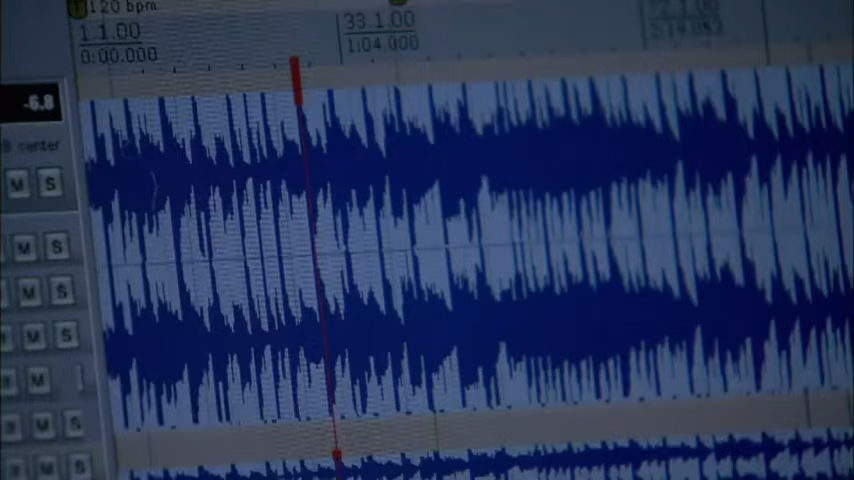 120 bpm
1.1.00
0:00.000
33.1.00
1:04.000
-6.8
center
M S
M S
M S
M S
M
M S
M S